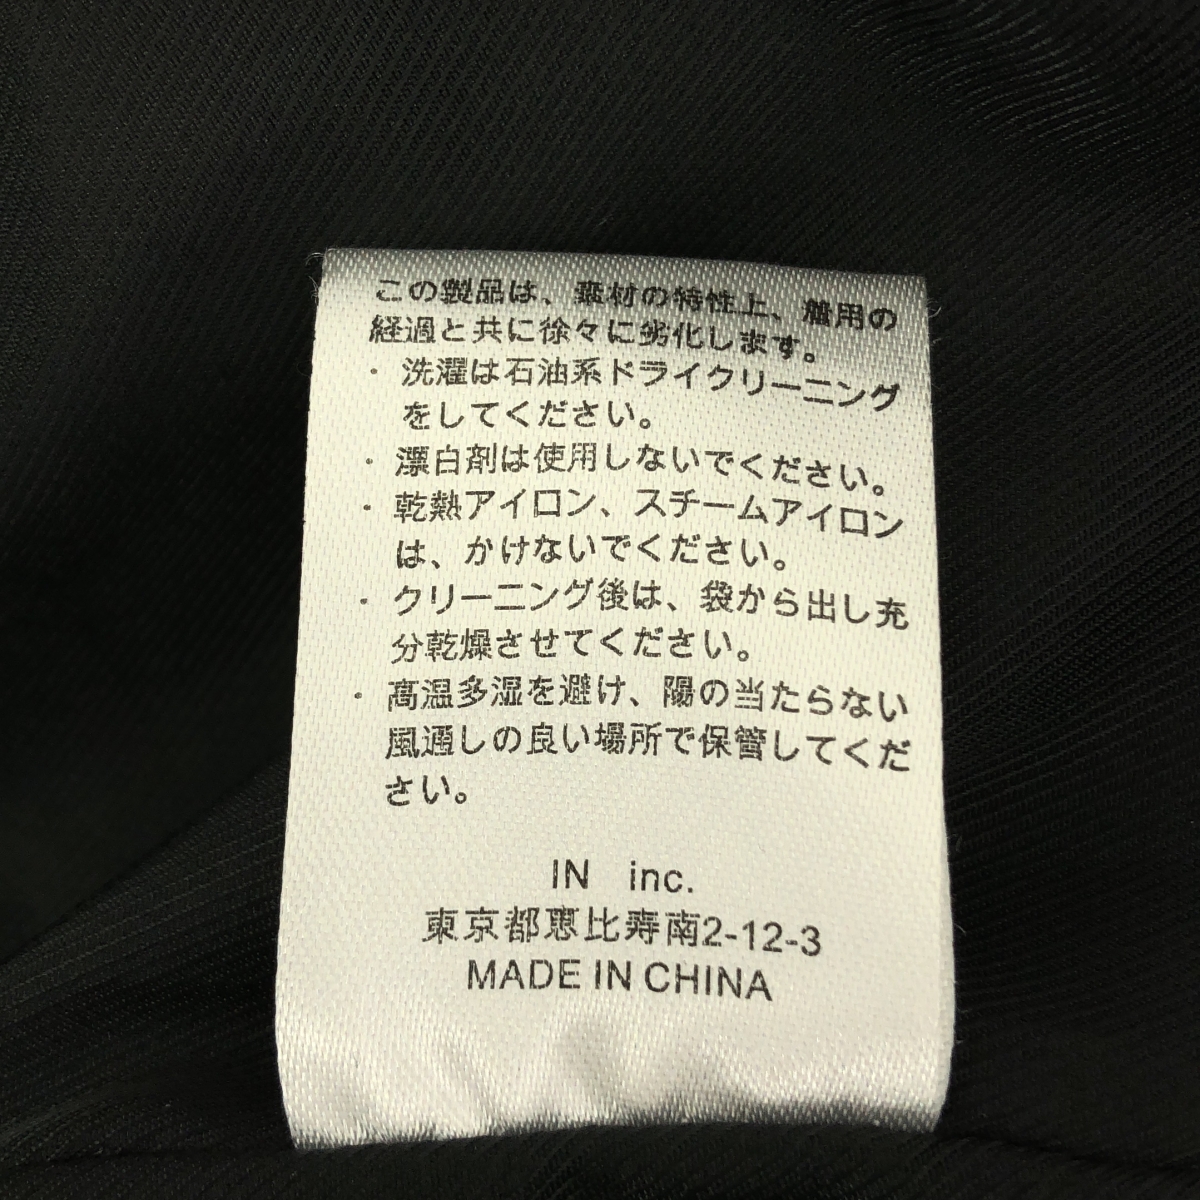 この製品は、素材の特性上、着用の
経過と共に徐々に劣化します。
・洗濯は石油系ドライクリーニング
をしてください。
・漂白剤は使用しないでください。
・乾熱アイロン、スチームアイロン
は、かけないでください。
・クリーニング後は、袋から出し充
分乾燥させてください。
・高温多湿を避け、陽の当たらない
風通しの良い場所で保管してくだ
さい。
IN inc.
東京都恵比寿南2-12-3
MADE IN CHINA